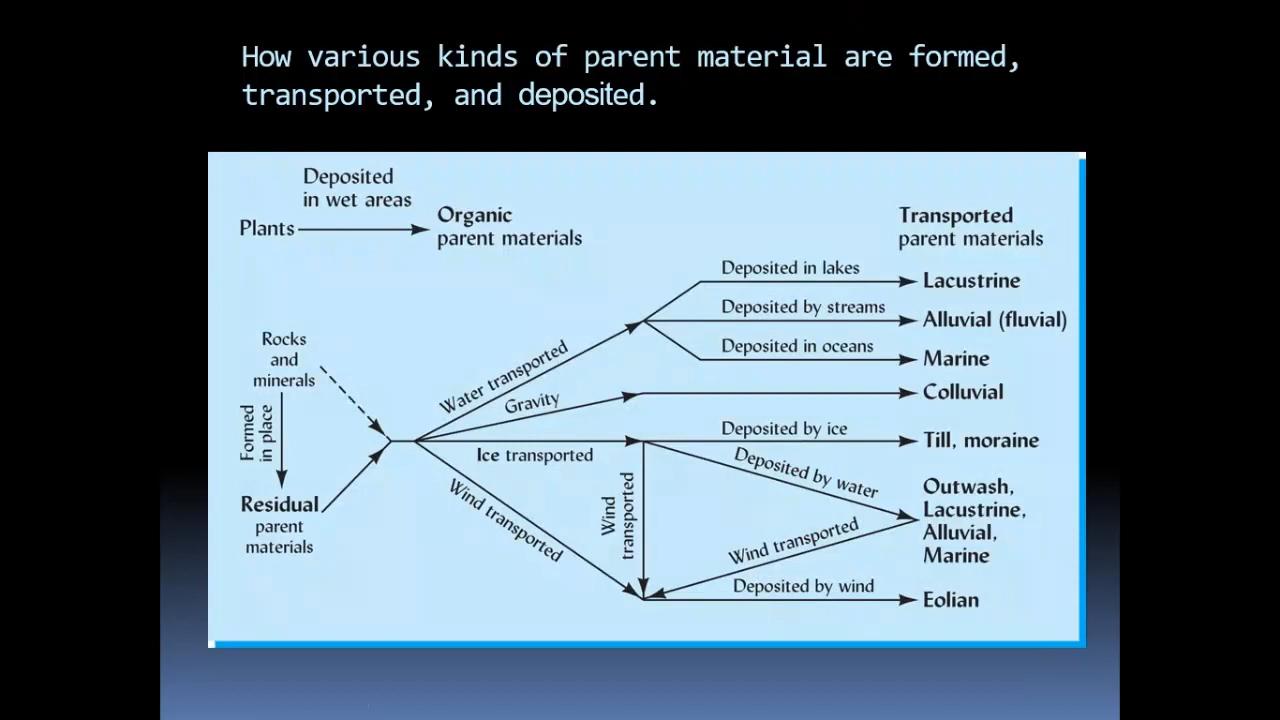 How various kinds of parent material are formed,
transported, and deposited.
Deposited
in wet areas
Plants
Organic
parent materials
Transported
parent materials
Deposited in lakes
Lacustrine
Deposited by streams
Alluvial (fluvial)
Deposited in oceans
Marine
Rocks
and
minerals
Formed
in place
Residual
parent
materials
Water transported
Gravity
Colluvial
Ice transported
Deposited by ice
Till, moraine
Wind transported
Wind
transported
Deposited by water
Outwash,
Lacustrine,
Alluvial,
Marine
Wind transported
Deposited by wind
Eolian